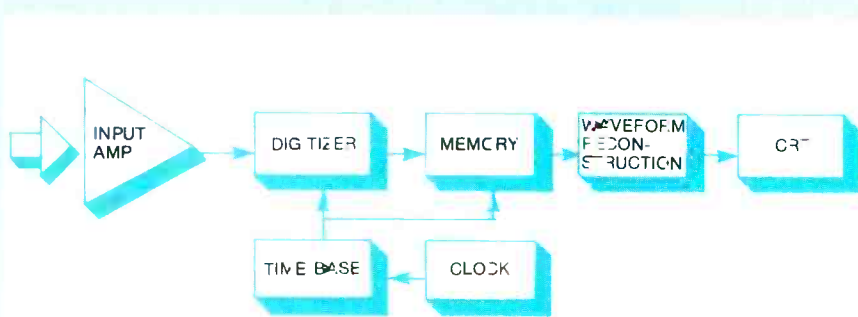 INPUT
AMP
DIGITIZER
MEMORY
WAVEFORM
RECON-
STRUCTION
CRT
TIME BASE
CLOCK